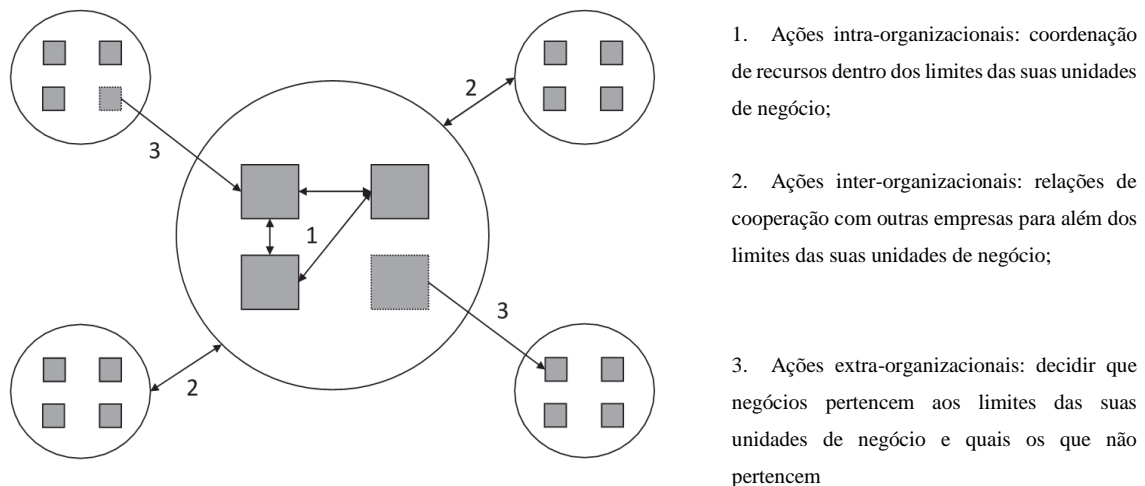 2
3
1
3
2
1. Ações intra-organizacionais: coordenação
de recursos dentro dos limites das suas unidades
de negócio;
2. Ações inter-organizacionais: relações de
cooperação com outras empresas para além dos
limites das suas unidades de negócio;
3. Ações extra-organizacionais: decidir que
negócios pertencem aos limites das suas
unidades de negócio e quais os que não
pertencem